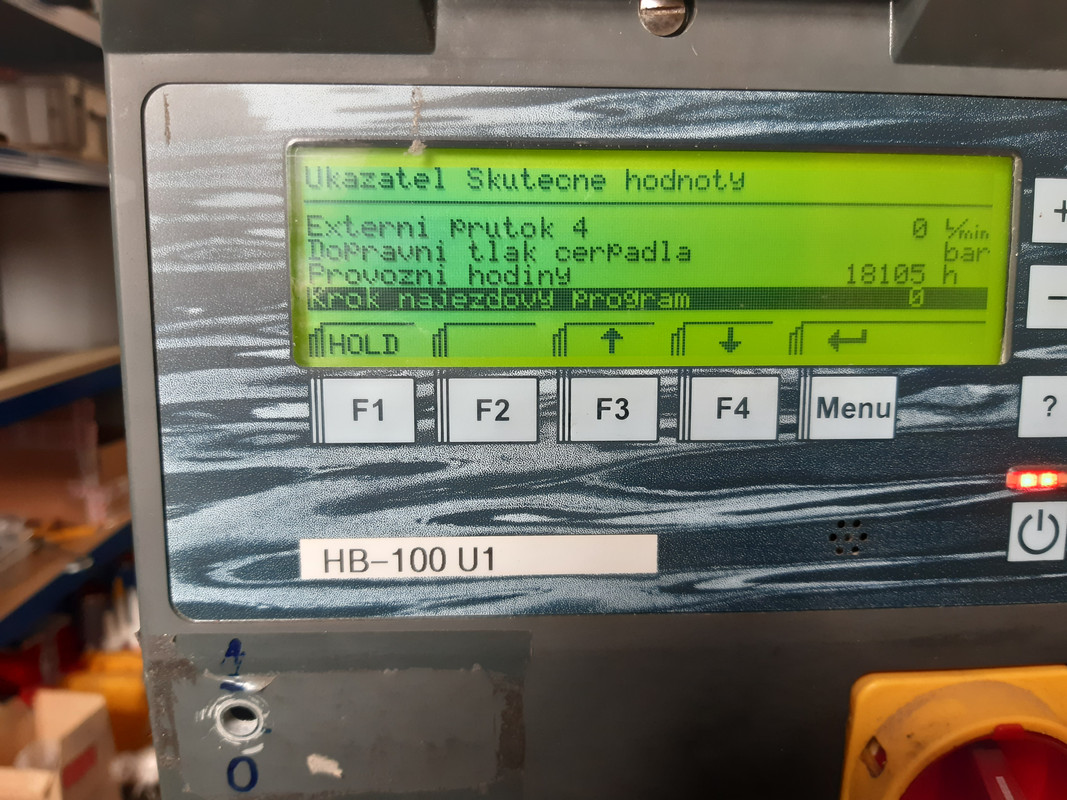 Ukazatel Skutecne hodnoty
Externi prutok 4 0 l/min
Dopravni tlak cerpadla bar
Provozni hodiny 18105 h
Krok najezdovy program 0
HOLD ↑ ↓ ↵
F1 F2 F3 F4 Menu
+
−
?
HB-100 U1
1
0